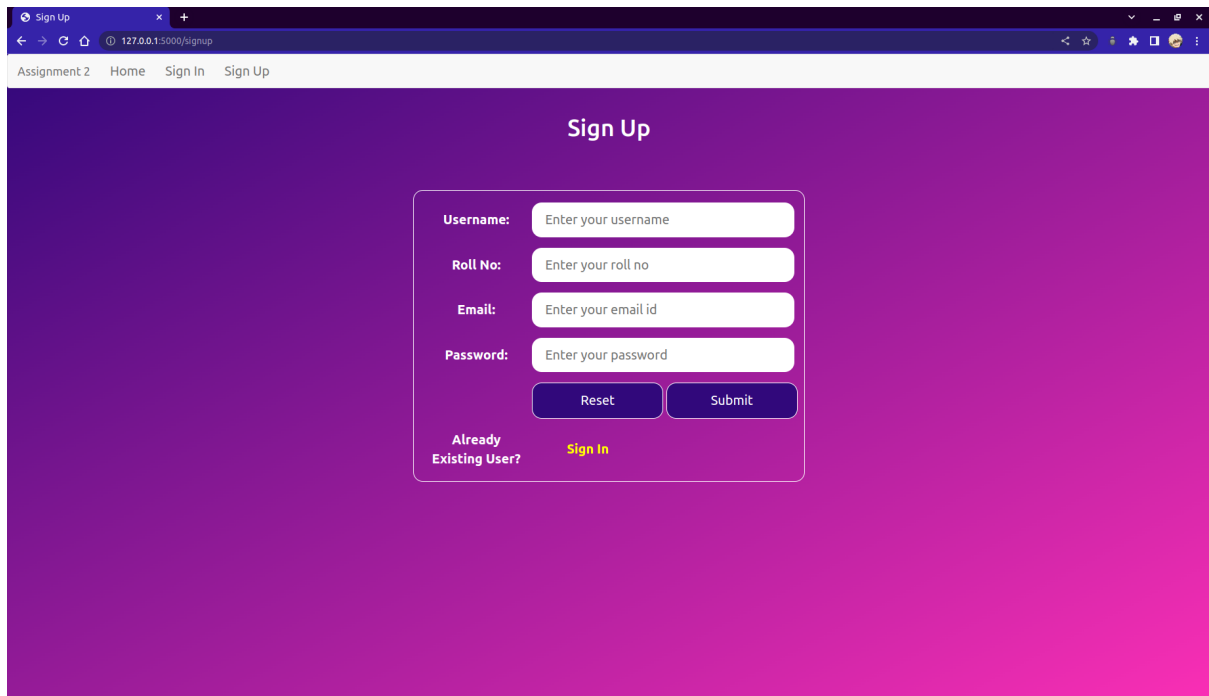 Sign Up
127.0.0.1:5000/signup
Assignment 2 Home Sign In Sign Up
Sign Up
Username: Enter your username
Roll No: Enter your roll no
Email: Enter your email id
Password: Enter your password
Reset Submit
Already
Existing User?
Sign In